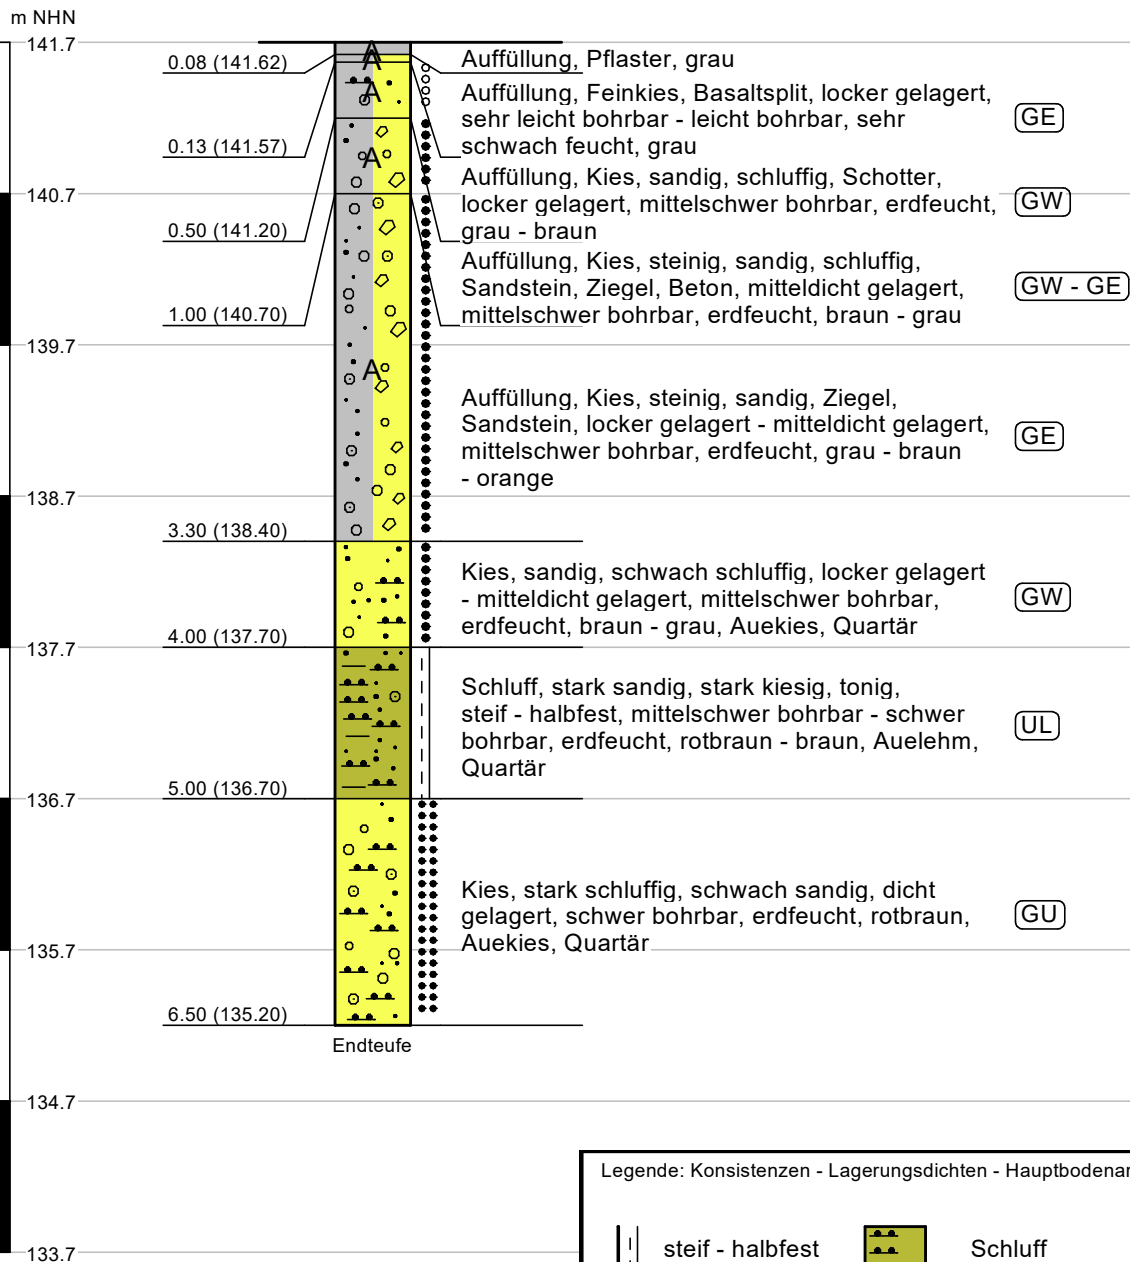 m NHN
141.7
0.08 (141.62)
A
A
Auffüllung, Pflaster, grau
A
Auffüllung, Feinkies, Basaltsplit, locker gelagert,
sehr leicht bohrbar - leicht bohrbar, sehr
schwach feucht, grau
GE
0.13 (141.57)
A
Auffüllung, Kies, sandig, schluffig, Schotter,
locker gelagert, mittelschwer bohrbar, erdfeucht,
grau - braun
GW
140.7
0.50 (141.20)
Auffüllung, Kies, steinig, sandig, schluffig,
Sandstein, Ziegel, Beton, mitteldicht gelagert,
mittelschwer bohrbar, erdfeucht, braun - grau
GW - GE
1.00 (140.70)
139.7
A
Auffüllung, Kies, steinig, sandig, Ziegel,
Sandstein, locker gelagert - mitteldicht gelagert,
mittelschwer bohrbar, erdfeucht, grau - braun
- orange
GE
138.7
3.30 (138.40)
Kies, sandig, schwach schluffig, locker gelagert
- mitteldicht gelagert, mittelschwer bohrbar,
erdfeucht, braun - grau, Auekies, Quartär
GW
4.00 (137.70)
137.7
Schluff, stark sandig, stark kiesig, tonig,
steif - halbfest, mittelschwer bohrbar - schwer
bohrbar, erdfeucht, rotbraun - braun, Auelehm,
Quartär
UL
5.00 (136.70)
136.7
Kies, stark schluffig, schwach sandig, dicht
gelagert, schwer bohrbar, erdfeucht, rotbraun,
Auekies, Quartär
GU
135.7
6.50 (135.20)
Endteufe
134.7
Legende: Konsistenzen - Lagerungsdichten - Hauptbodenar
133.7
steif - halbfest
Schluff